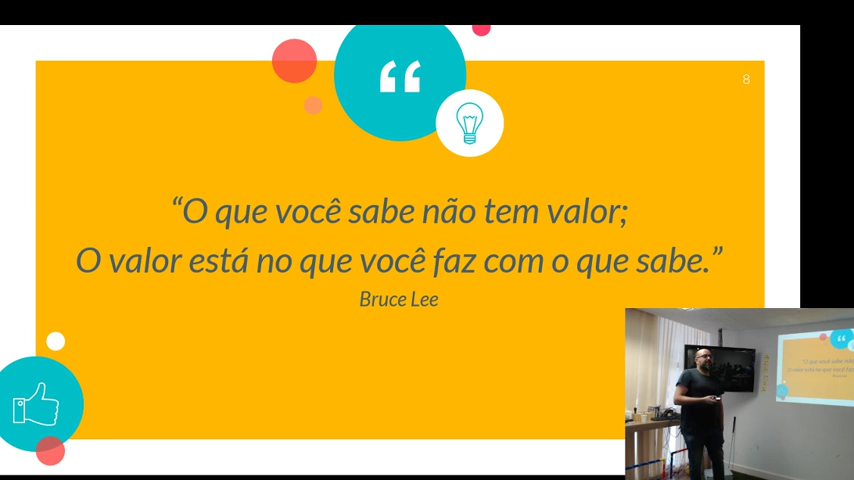 8
“O que você sabe não tem valor;
O valor está no que você faz com o que sabe.”
Bruce Lee